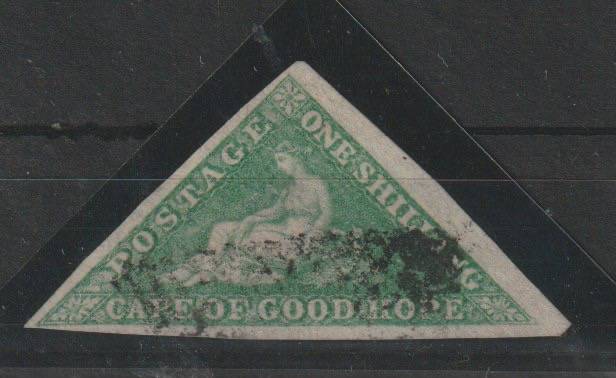 POSTAGE
ONE SHILLING
CAPE OF GOOD HOPE